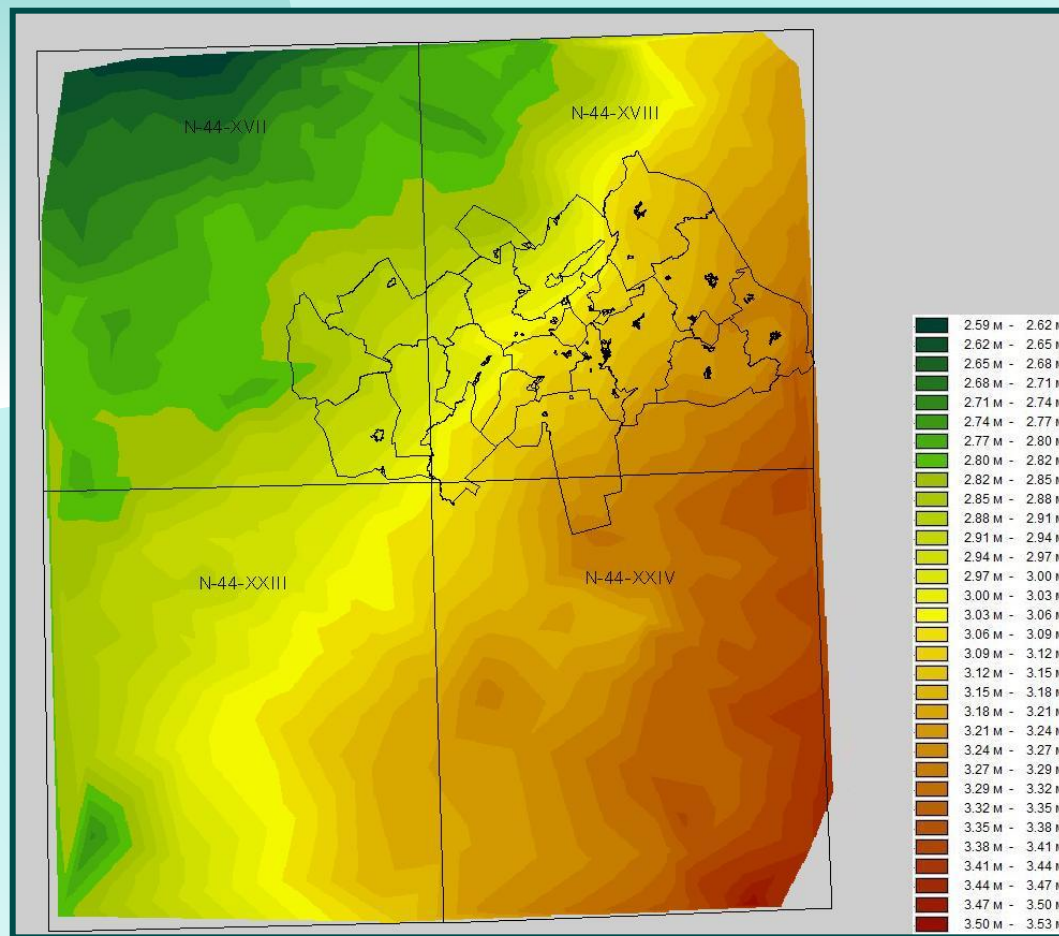 N-44-XVII
N-44-XVIII
N-44-XXIII
N-44-XXIV
2.59 м - 2.62 м
2.62 м - 2.65 м
2.65 м - 2.68 м
2.68 м - 2.71 м
2.71 м - 2.74 м
2.74 м - 2.77 м
2.77 м - 2.80 м
2.80 м - 2.82 м
2.82 м - 2.85 м
2.85 м - 2.88 м
2.88 м - 2.91 м
2.91 м - 2.94 м
2.94 м - 2.97 м
2.97 м - 3.00 м
3.00 м - 3.03 м
3.03 м - 3.06 м
3.06 м - 3.09 м
3.09 м - 3.12 м
3.12 м - 3.15 м
3.15 м - 3.18 м
3.18 м - 3.21 м
3.21 м - 3.24 м
3.24 м - 3.27 м
3.27 м - 3.29 м
3.29 м - 3.32 м
3.32 м - 3.35 м
3.35 м - 3.38 м
3.38 м - 3.41 м
3.41 м - 3.44 м
3.44 м - 3.47 м
3.47 м - 3.50 м
3.50 м - 3.53 м